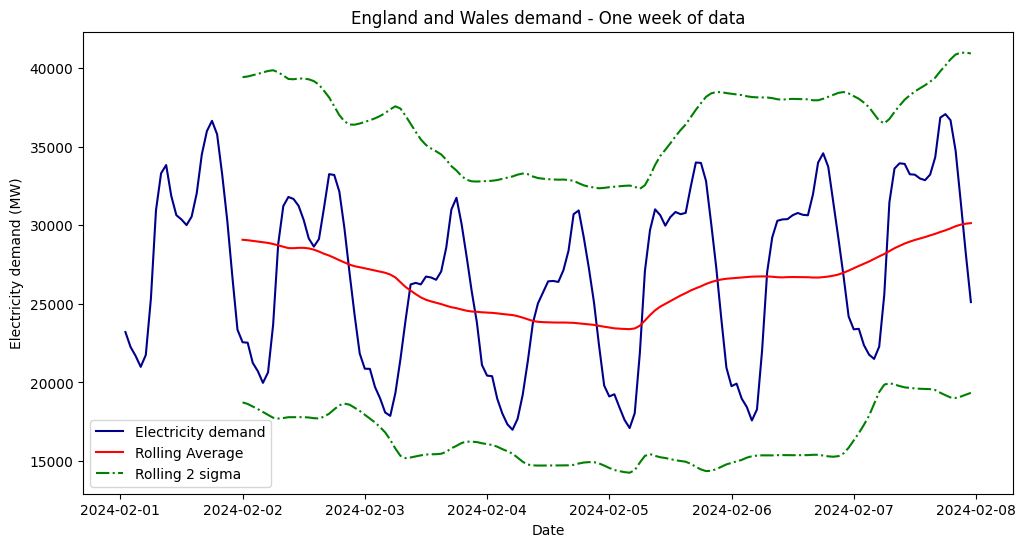 England and Wales demand - One week of data
Electricity demand (MW)
40000
35000
30000
25000
20000
15000
Electricity demand
Rolling Average
Rolling 2 sigma
2024-02-01
2024-02-02
2024-02-03
2024-02-04
2024-02-05
2024-02-06
2024-02-07
2024-02-08
Date